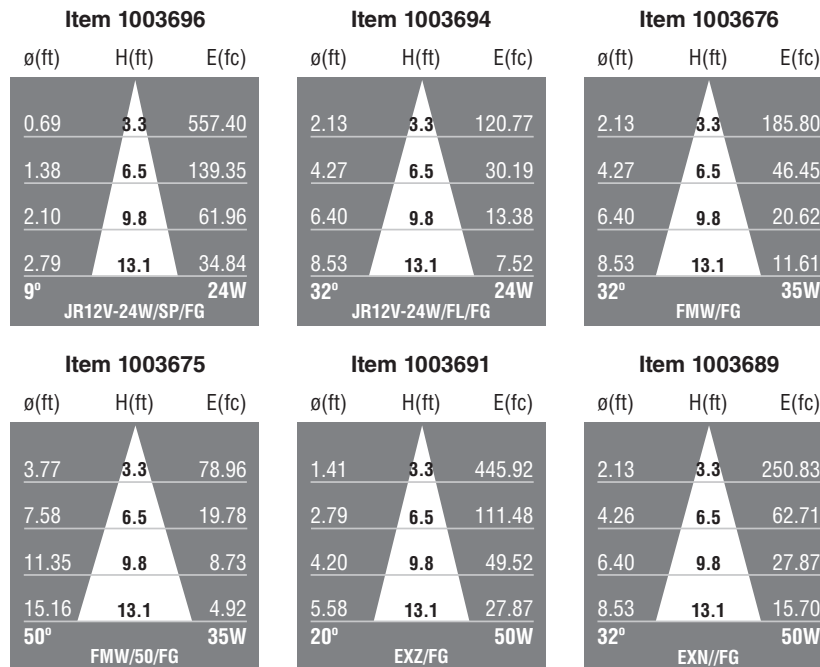 Item 1003696
ø(ft) H(ft) E(fc)
0.69 3.3 557.40
1.38 6.5 139.35
2.10 9.8 61.96
2.79 13.1 34.84
9º 24W
JR12V-24W/SP/FG
Item 1003694
ø(ft) H(ft) E(fc)
2.13 3.3 120.77
4.27 6.5 30.19
6.40 9.8 13.38
8.53 13.1 7.52
32º 24W
JR12V-24W/FL/FG
Item 1003676
ø(ft) H(ft) E(fc)
2.13 3.3 185.80
4.27 6.5 46.45
6.40 9.8 20.62
8.53 13.1 11.61
32º 35W
FMW/FG
Item 1003675
ø(ft) H(ft) E(fc)
3.77 3.3 78.96
7.58 6.5 19.78
11.35 9.8 8.73
15.16 13.1 4.92
50º 35W
FMW/50/FG
Item 1003691
ø(ft) H(ft) E(fc)
1.41 3.3 445.92
2.79 6.5 111.48
4.20 9.8 49.52
5.58 13.1 27.87
20º 50W
EXZ/FG
Item 1003689
ø(ft) H(ft) E(fc)
2.13 3.3 250.83
4.26 6.5 62.71
6.40 9.8 27.87
8.53 13.1 15.70
32º 50W
EXN//FG